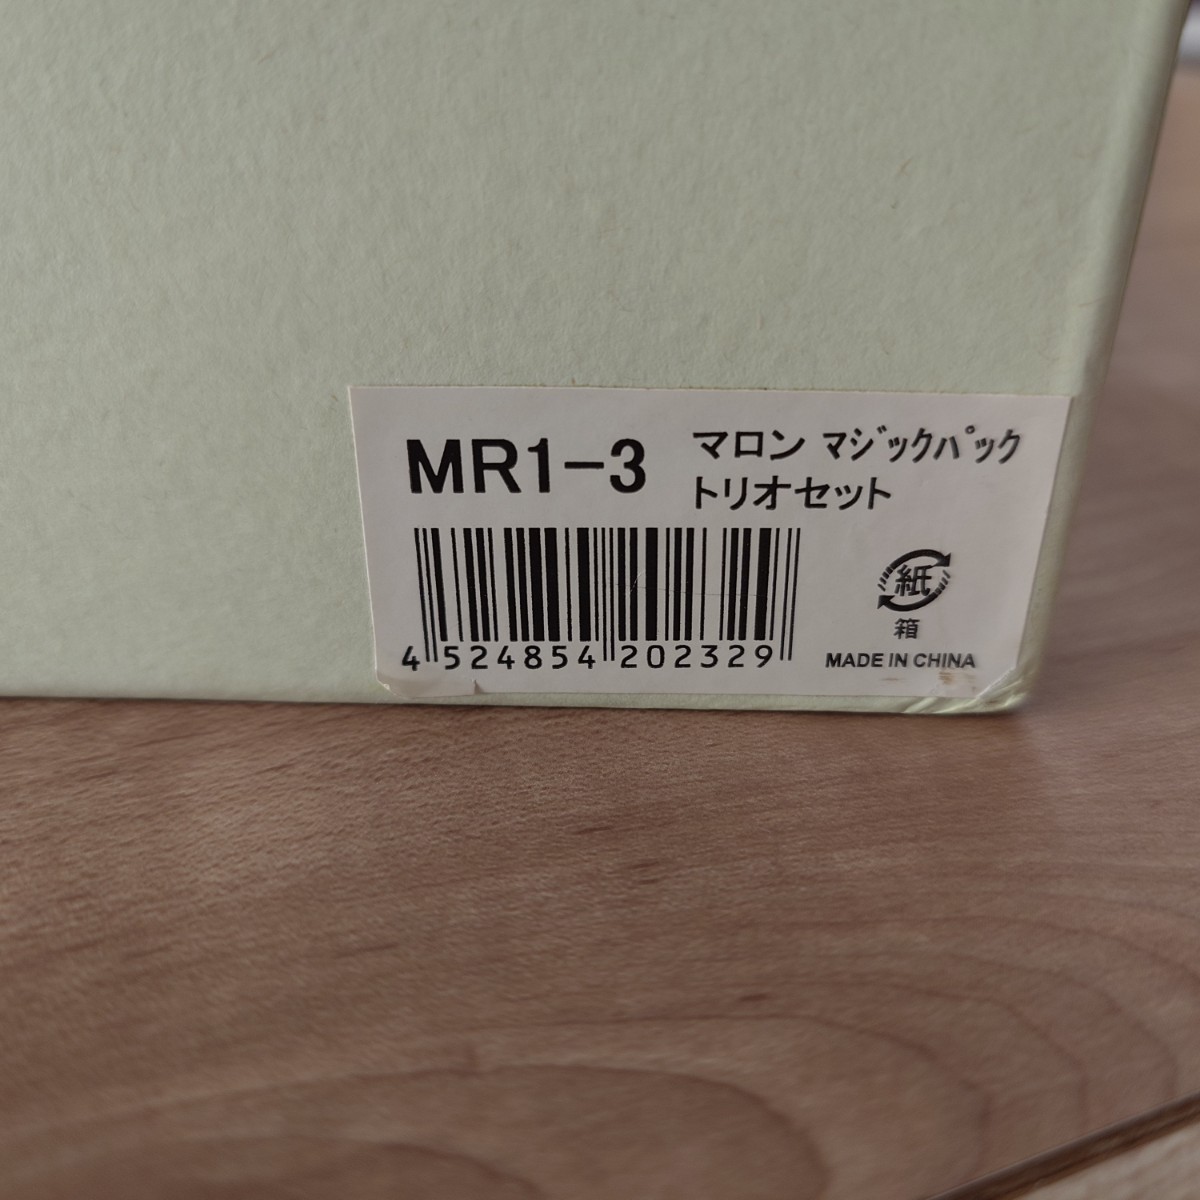 MR1-3
マロン マジックパック
トリオセット
紙
箱
4 524854 202329
MADE IN CHINA